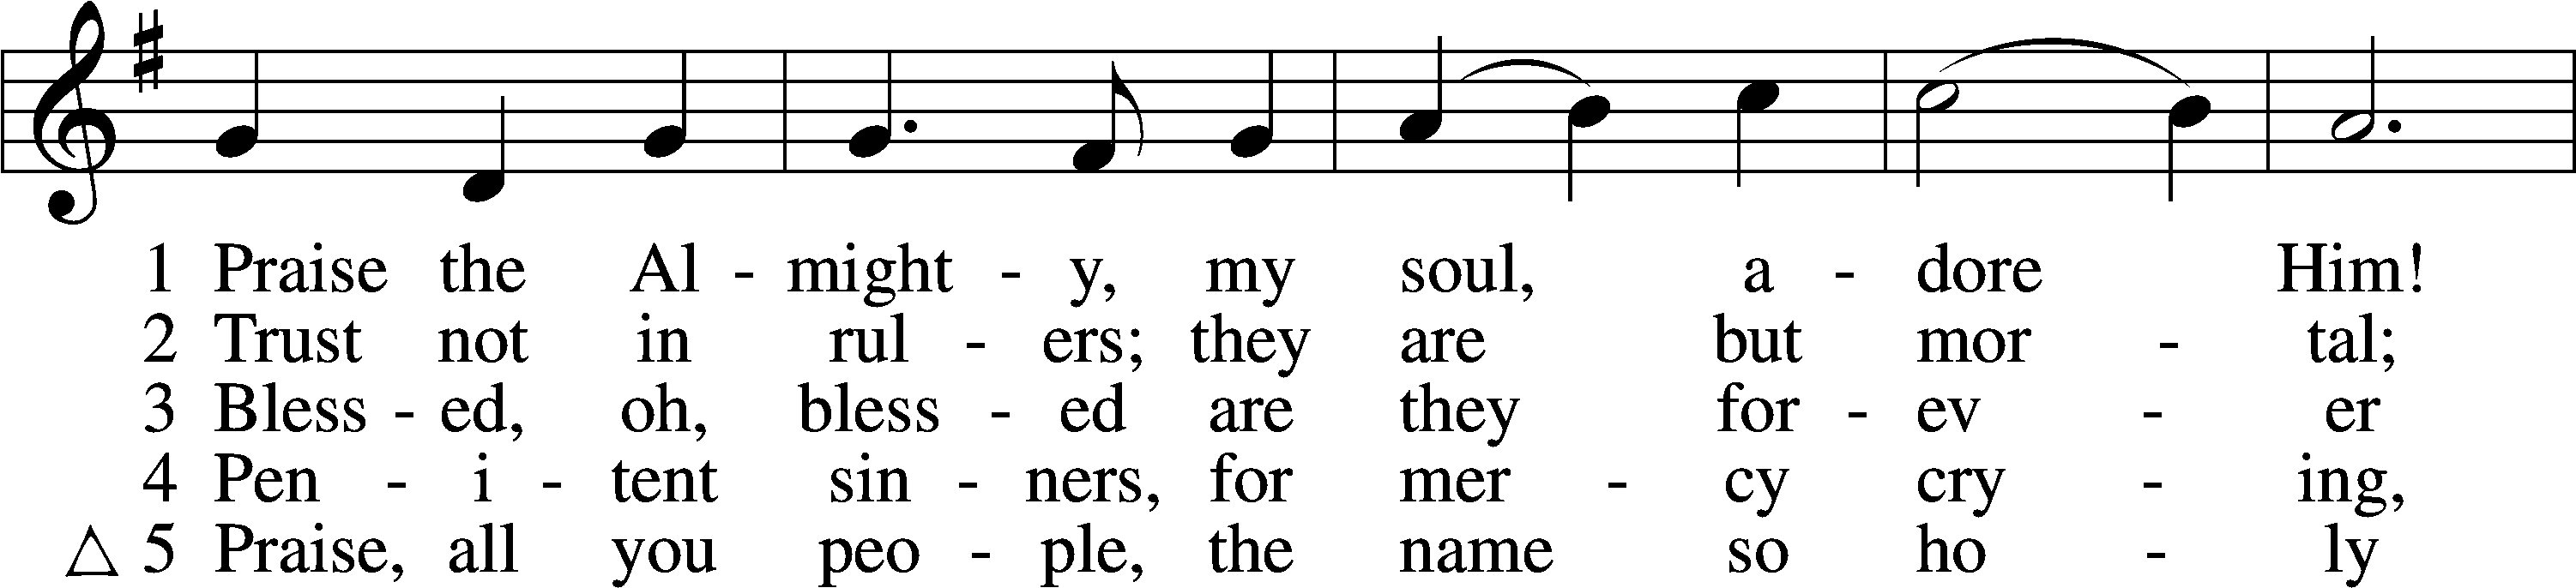 1 Praise the Al - might - y, my soul, a - dore Him!
2 Trust not in rul - ers; they are but mor - tal;
3 Bless - ed, oh, bless - ed are they for - ev - er
4 Pen - i - tent sin - ners, for mer - cy cry - ing,
△ 5 Praise, all you peo - ple, the name so ho - ly